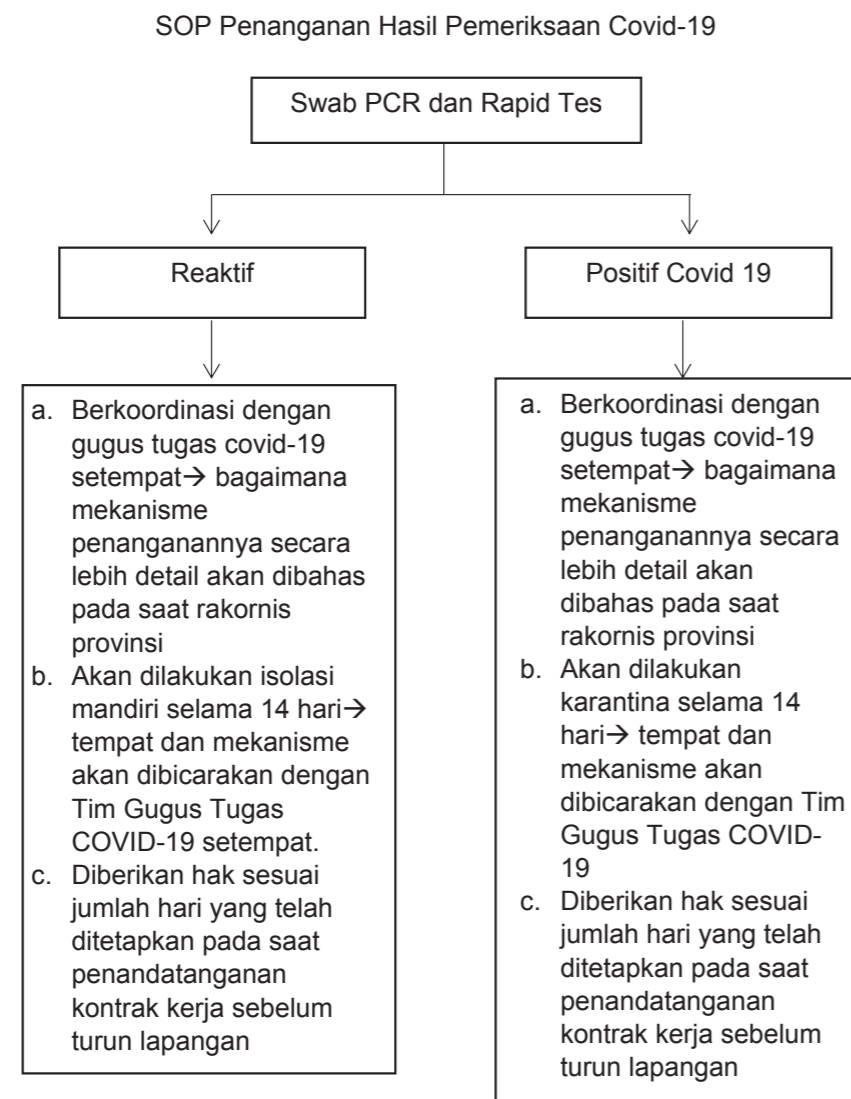 SOP Penanganan Hasil Pemeriksaan Covid-19
Swab PCR dan Rapid Tes
Reaktif
Positif Covid 19
a. Berkoordinasi dengan
gugus tugas covid-19
setempat→ bagaimana
mekanisme
penanganannya secara
lebih detail akan dibahas
pada saat rakornis
provinsi
b. Akan dilakukan isolasi
mandiri selama 14 hari→
tempat dan mekanisme
akan dibicarakan dengan
Tim Gugus Tugas
COVID-19 setempat.
c. Diberikan hak sesuai
jumlah hari yang telah
ditetapkan pada saat
penandatanganan
kontrak kerja sebelum
turun lapangan
a. Berkoordinasi dengan
gugus tugas covid-19
setempat→ bagaimana
mekanisme
penanganannya secara
lebih detail akan
dibahas pada saat
rakornis provinsi
b. Akan dilakukan
karantina selama 14
hari→ tempat dan
mekanisme akan
dibicarakan dengan Tim
Gugus Tugas COVID-
19
c. Diberikan hak sesuai
jumlah hari yang telah
ditetapkan pada saat
penandatanganan
kontrak kerja sebelum
turun lapangan